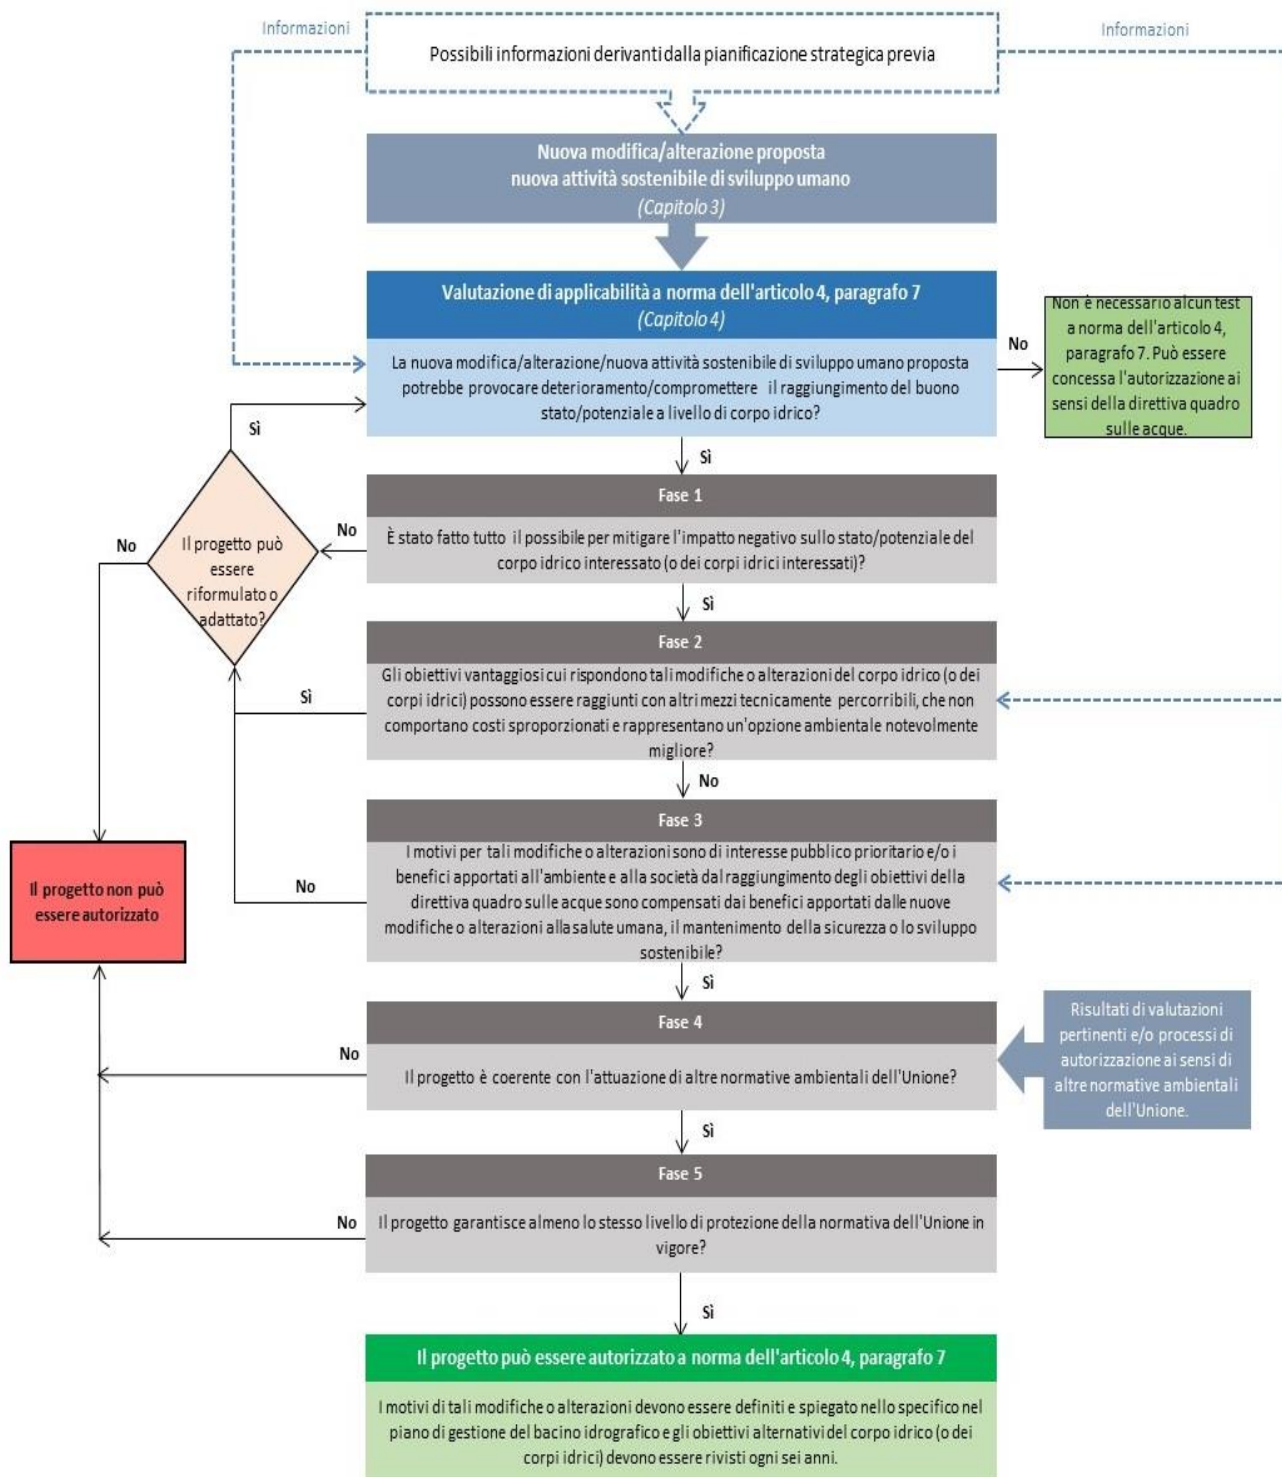 Informazioni
Informazioni
Possibili informazioni derivanti dalla pianificazione strategica previa
Nuova modifica/alterazione proposta
nuova attività sostenibile di sviluppo umano
(Capitolo 3)
Valutazione di applicabilità a norma dell'articolo 4, paragrafo 7
(Capitolo 4)
La nuova modifica/alterazione/nuova attività sostenibile di sviluppo umano proposta
potrebbe provocare deterioramento/compromettere il raggiungimento del buono
stato/potenziale a livello di corpo idrico?
No
Non è necessario alcun test
a norma dell'articolo 4,
paragrafo 7. Può essere
concessa l'autorizzazione ai
sensi della direttiva quadro
sulle acque.
Sì
Sì
Fase 1
È stato fatto tutto il possibile per mitigare l'impatto negativo sullo stato/potenziale del
corpo idrico interessato (o dei corpi idrici interessati)?
No
No
Il progetto può
essere
riformulato o
adattato?
Sì
Fase 2
Gli obiettivi vantaggiosi cui rispondono tali modifiche o alterazioni del corpo idrico (o dei
corpi idrici) possono essere raggiunti con altri mezzi tecnicamente percorribili, che non
comportano costi sproporzionati e rappresentano un'opzione ambientale notevolmente
migliore?
Sì
No
Fase 3
I motivi per tali modifiche o alterazioni sono di interesse pubblico prioritario e/o i
benefici apportati all'ambiente e alla società dal raggiungimento degli obiettivi della
direttiva quadro sulle acque sono compensati dai benefici apportati dalle nuove
modifiche o alterazioni alla salute umana, il mantenimento della sicurezza o lo sviluppo
sostenibile?
No
Il progetto non può
essere autorizzato
Sì
Fase 4
Il progetto è coerente con l'attuazione di altre normative ambientali dell'Unione?
No
Risultati di valutazioni
pertinenti e/o processi di
autorizzazione ai sensi di
altre normative ambientali
dell'Unione.
Sì
Fase 5
Il progetto garantisce almeno lo stesso livello di protezione della normativa dell'Unione in
vigore?
No
Sì
Il progetto può essere autorizzato a norma dell'articolo 4, paragrafo 7
I motivi di tali modifiche o alterazioni devono essere definiti e spiegato nello specifico nel
piano di gestione del bacino idrografico e gli obiettivi alternativi del corpo idrico (o dei
corpi idrici) devono essere rivisti ogni sei anni.